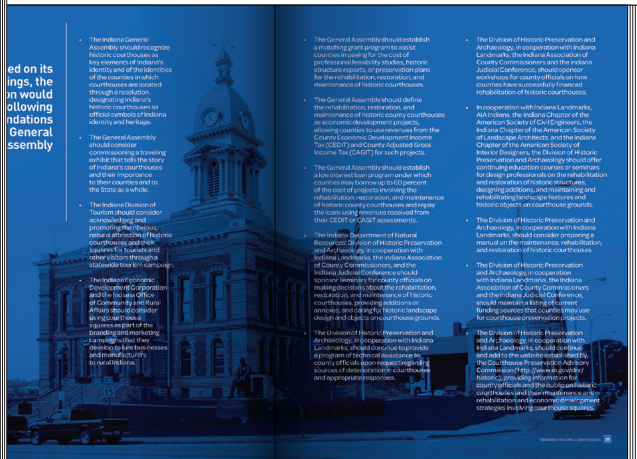 ed on its
ngs, the
on would
ollowing
ndations
General
ssembly
• The Indiana General
Assembly should recognize
historic courthouses as
key elements of Indiana's
identity and of the identities
of the counties in which
courthouses are located
through a resolution
designating Indiana's
historic courthouses as
official symbols of Indiana
identity and heritage.
• The General Assembly
should consider
commissioning a traveling
exhibit that tells the story
of Indiana's courthouses
and their importance
to their counties and to
the State as a whole.
• The Indiana Division of
Tourism should consider
acknowledging and
promoting the obvious,
natural attraction of historic
courthouses and their
squares for tourists and
other visitors through a
statewide tourism campaign.
• The Indiana Economic
Development Corporation
and the Indiana Office
of Community and Rural
Affairs should consider
using courthouse
squares as part of the
branding and marketing
campaigns that they
develop to lure businesses
and manufacturers
to rural Indiana.
• The General Assembly should establish
a matching grant program to assist
counties in paying for the cost of
professional feasibility studies, historic
structure reports, or preservation plans
for the rehabilitation, restoration, and
maintenance of historic courthouses.
• The General Assembly should define
the rehabilitation, restoration, and
maintenance of historic county courthouses
as economic development projects,
allowing counties to use revenues from the
County Economic Development Income
Tax (CEDIT) and County Adjusted Gross
Income Tax (CAGIT) for such projects.
• The General Assembly should establish
a low interest loan program under which
counties may borrow up to 60 percent
of the cost of projects involving the
rehabilitation, restoration, and maintenance
of historic county courthouses and repay
the loans using revenues received from
their CEDIT or CAGIT assessments.
• The Indiana Department of Natural
Resources' Division of Historic Preservation
and Archaeology, in cooperation with
Indiana Landmarks, the Indiana Association
of County Commissioners, and the
Indiana Judicial Conference should
sponsor seminars for county officials on
making decisions about the rehabilitation,
restoration, and maintenance of historic
courthouses, providing additions or
annexes, and caring for historic landscape
design and objects on courthouse grounds.
• The Division of Historic Preservation and
Archaeology, in cooperation with Indiana
Landmarks, should continue to provide
a program of technical assistance to
county officials upon request regarding
sources of deterioration in courthouses
and appropriate responses.
• The Division of Historic Preservation and
Archaeology, in cooperation with Indiana
Landmarks, the Indiana Association of
County Commissioners and the Indiana
Judicial Conference, should sponsor
workshops for county officials on how
counties have successfully financed
rehabilitation of historic courthouses.
• In cooperation with Indiana Landmarks,
AIA Indiana, the Indiana Chapter of the
American Society of Civil Engineers, the
Indiana Chapter of the American Society
of Landscape Architects, and the Indiana
Chapter of the American Society of
Interior Designers, the Division of Historic
Preservation and Archaeology should offer
continuing education courses or seminars
for design professionals on the rehabilitation
and restoration of historic structures,
designing additions, and maintaining and
rehabilitating landscape features and
historic objects on courthouse grounds.
• The Division of Historic Preservation and
Archaeology, in cooperation with Indiana
Landmarks, should consider preparing a
manual on the maintenance, rehabilitation,
and restoration of historic courthouses.
• The Division of Historic Preservation
and Archaeology, in cooperation
with Indiana Landmarks, the Indiana
Association of County Commissioners
and the Indiana Judicial Conference,
should maintain a listing of current
funding sources that counties may use
for courthouse preservation projects.
• The Division of Historic Preservation
and Archaeology, in cooperation with
Indiana Landmarks, should continue
and add to the website established by
the Courthouse Preservation Advisory
Commission (http://www.in.gov/dnr/
historic), providing information for
county officials and the public on historic
courthouses and their maintenance and
rehabilitation and economic development
strategies involving courthouse squares.
INDIANA'S HISTORIC COURTHOUSES